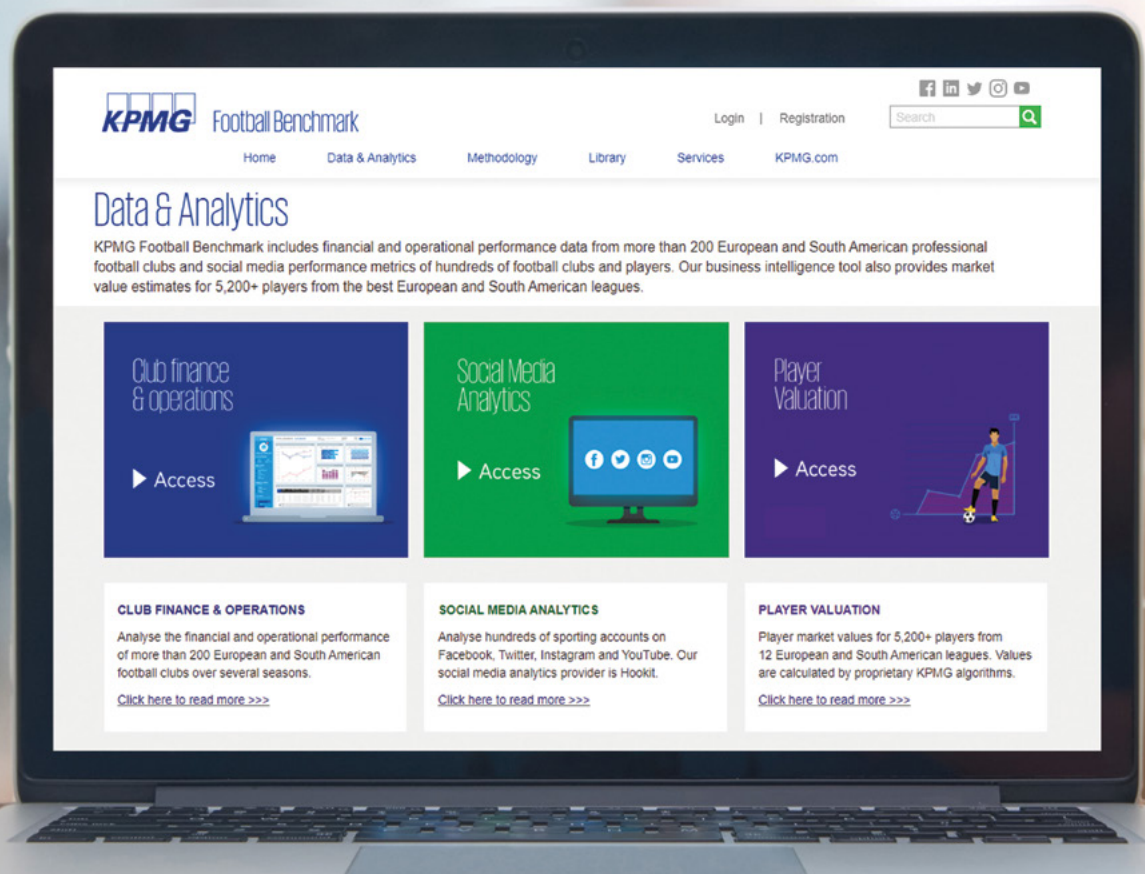 KPMG Football Benchmark
Login | Registration
Search
Home Data & Analytics Methodology Library Services KPMG.com
Data & Analytics
KPMG Football Benchmark includes financial and operational performance data from more than 200 European and South American professional
football clubs and social media performance metrics of hundreds of football clubs and players. Our business intelligence tool also provides market
value estimates for 5,200+ players from the best European and South American leagues.
Club finance
& operations
Access
Social Media
Analytics
Access
Player
Valuation
Access
CLUB FINANCE & OPERATIONS
Analyse the financial and operational performance
of more than 200 European and South American
football clubs over several seasons.
Click here to read more >>>
SOCIAL MEDIA ANALYTICS
Analyse hundreds of sporting accounts on
Facebook, Twitter, Instagram and YouTube. Our
social media analytics provider is Hookit.
Click here to read more >>>
PLAYER VALUATION
Player market values for 5,200+ players from
12 European and South American leagues. Values
are calculated by proprietary KPMG algorithms.
Click here to read more >>>